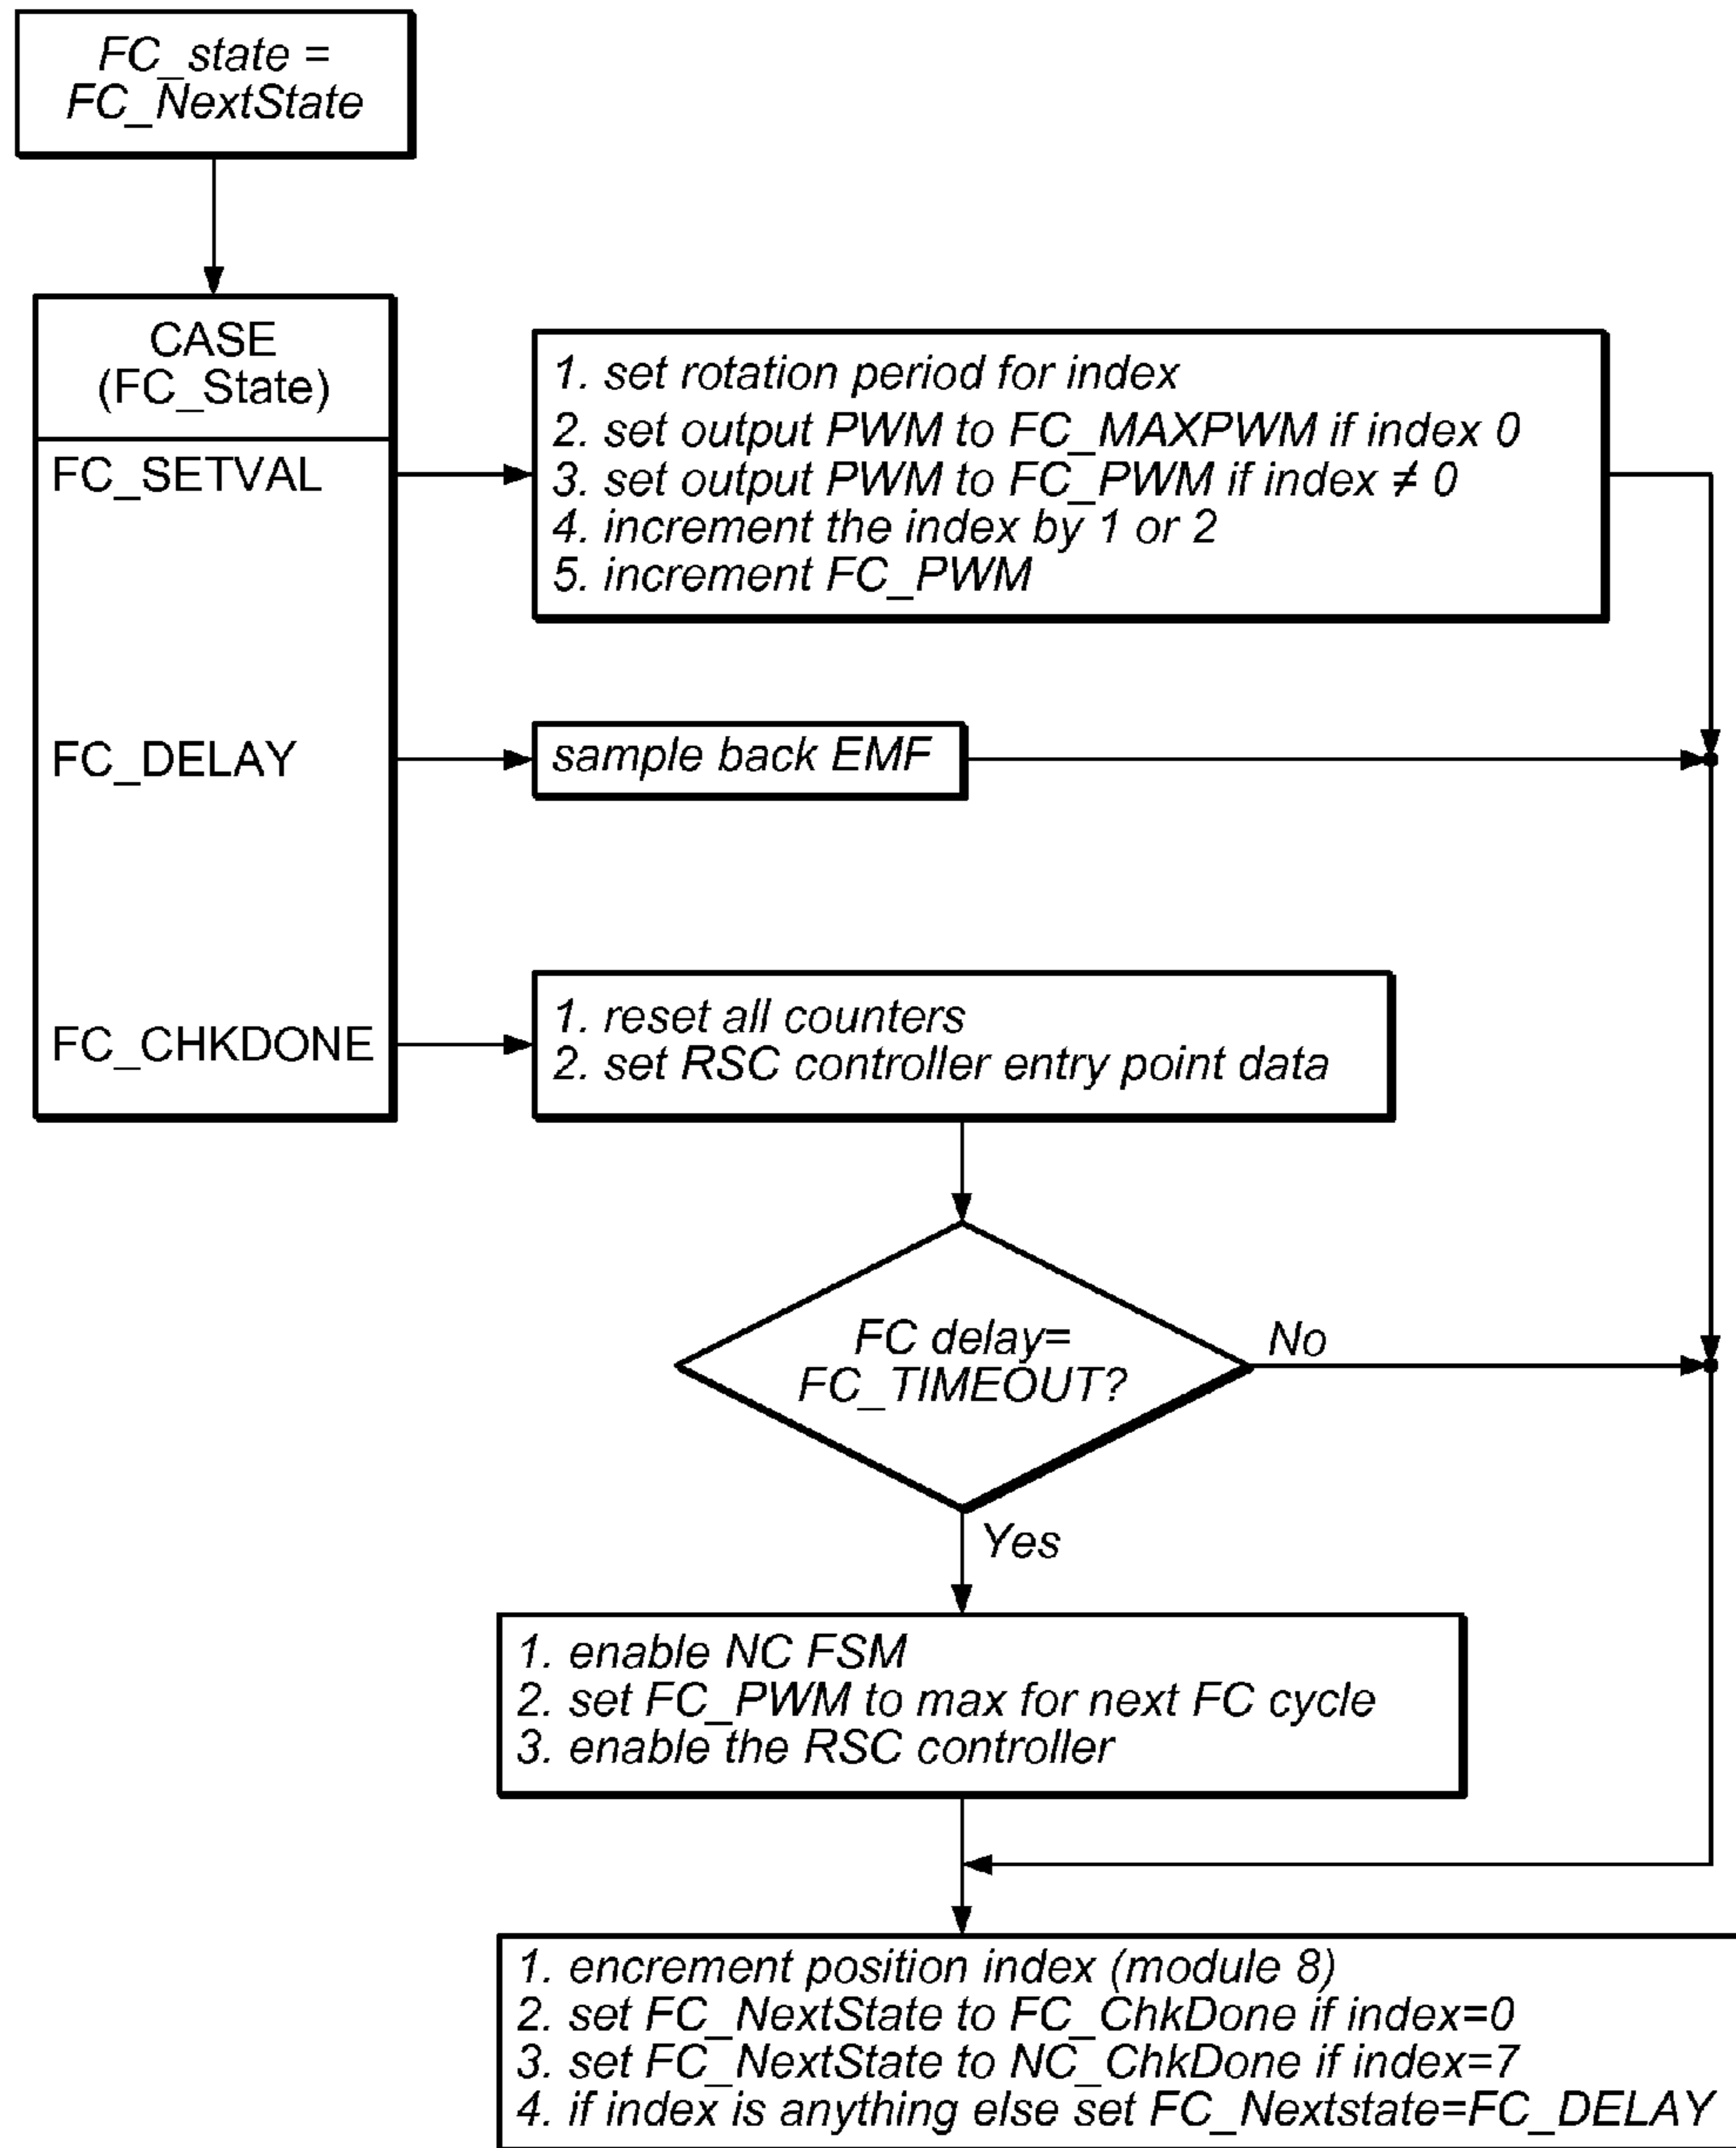 FC_state =
FC_NextState
CASE
(FC_State)
FC_SETVAL
1. set rotation period for index
2. set output PWM to FC_MAXPWM if index 0
3. set output PWM to FC_PWM if index ≠ 0
4. increment the index by 1 or 2
5. increment FC_PWM
FC_DELAY
sample back EMF
FC_CHKDONE
1. reset all counters
2. set RSC controller entry point data
FC delay=
FC_TIMEOUT?
No
Yes
1. enable NC FSM
2. set FC_PWM to max for next FC cycle
3. enable the RSC controller
1. encrement position index (module 8)
2. set FC_NextState to FC_ChkDone if index=0
3. set FC_NextState to NC_ChkDone if index=7
4. if index is anything else set FC_Nextstate=FC_DELAY